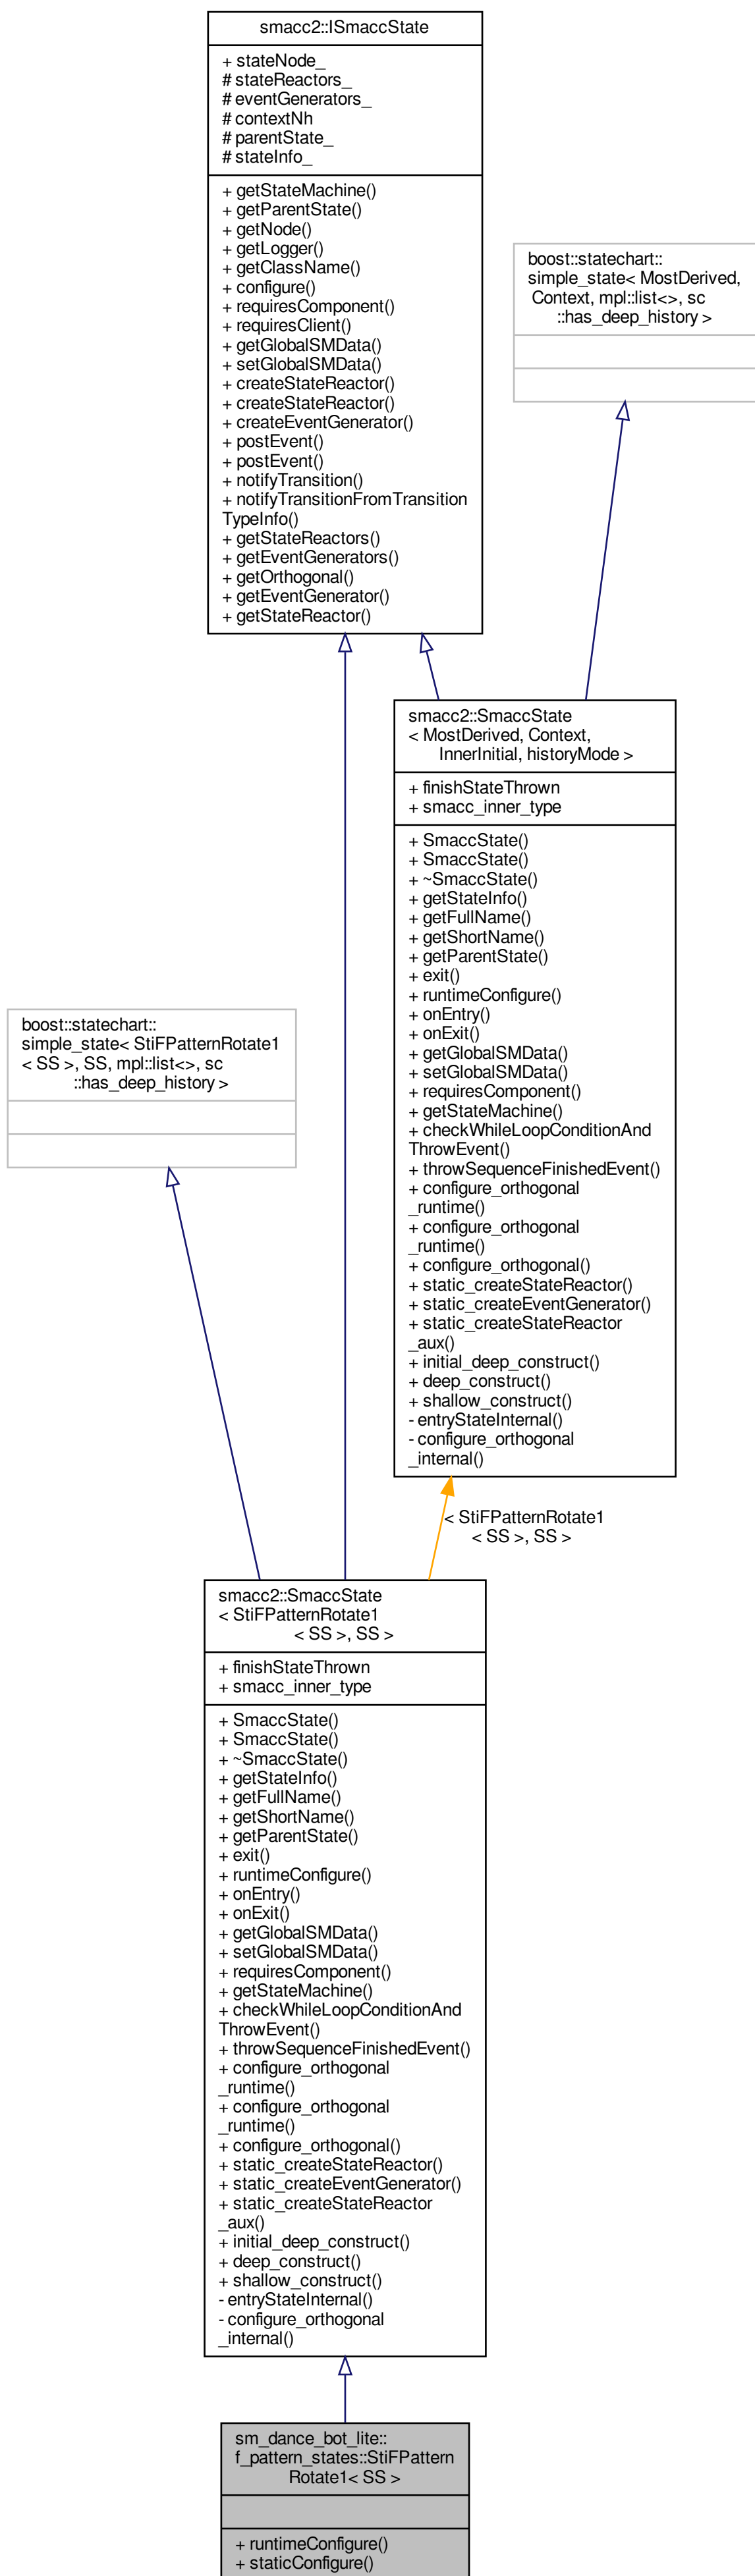 smacc2::ISmaccState
+ stateNode_
# stateReactors_
# eventGenerators_
# contextNh
# parentState_
# stateInfo_
+ getStateMachine()
+ getParentState()
+ getNode()
+ getLogger()
+ getClassName()
+ configure()
+ requiresComponent()
+ requiresClient()
+ getGlobalSMData()
+ setGlobalSMData()
+ createStateReactor()
+ createStateReactor()
+ createEventGenerator()
+ postEvent()
+ postEvent()
+ notifyTransition()
+ notifyTransitionFromTransition
TypeInfo()
+ getStateReactors()
+ getEventGenerators()
+ getOrthogonal()
+ getEventGenerator()
+ getStateReactor()
boost::statechart::
simple_state< MostDerived,
Context, mpl::list<>, sc
::has_deep_history >
smacc2::SmaccState
< MostDerived, Context,
InnerInitial, historyMode >
+ finishStateThrown
+ smacc_inner_type
+ SmaccState()
+ SmaccState()
+ ~SmaccState()
+ getStateInfo()
+ getFullName()
+ getShortName()
+ getParentState()
+ exit()
+ runtimeConfigure()
+ onEntry()
+ onExit()
+ getGlobalSMData()
+ setGlobalSMData()
+ requiresComponent()
+ getStateMachine()
+ checkWhileLoopConditionAnd
ThrowEvent()
+ throwSequenceFinishedEvent()
+ configure_orthogonal
_runtime()
+ configure_orthogonal
_runtime()
+ configure_orthogonal()
+ static_createStateReactor()
+ static_createEventGenerator()
+ static_createStateReactor
_aux()
+ initial_deep_construct()
+ deep_construct()
+ shallow_construct()
- entryStateInternal()
- configure_orthogonal
_internal()
boost::statechart::
simple_state< StiFPatternRotate1
< SS >, SS, mpl::list<>, sc
::has_deep_history >
< StiFPatternRotate1
< SS >, SS >
smacc2::SmaccState
< StiFPatternRotate1
< SS >, SS >
+ finishStateThrown
+ smacc_inner_type
+ SmaccState()
+ SmaccState()
+ ~SmaccState()
+ getStateInfo()
+ getFullName()
+ getShortName()
+ getParentState()
+ exit()
+ runtimeConfigure()
+ onEntry()
+ onExit()
+ getGlobalSMData()
+ setGlobalSMData()
+ requiresComponent()
+ getStateMachine()
+ checkWhileLoopConditionAnd
ThrowEvent()
+ throwSequenceFinishedEvent()
+ configure_orthogonal
_runtime()
+ configure_orthogonal
_runtime()
+ configure_orthogonal()
+ static_createStateReactor()
+ static_createEventGenerator()
+ static_createStateReactor
_aux()
+ initial_deep_construct()
+ deep_construct()
+ shallow_construct()
- entryStateInternal()
- configure_orthogonal
_internal()
sm_dance_bot_lite::
f_pattern_states::StiFPattern
Rotate1< SS >
+ runtimeConfigure()
+ staticConfigure()